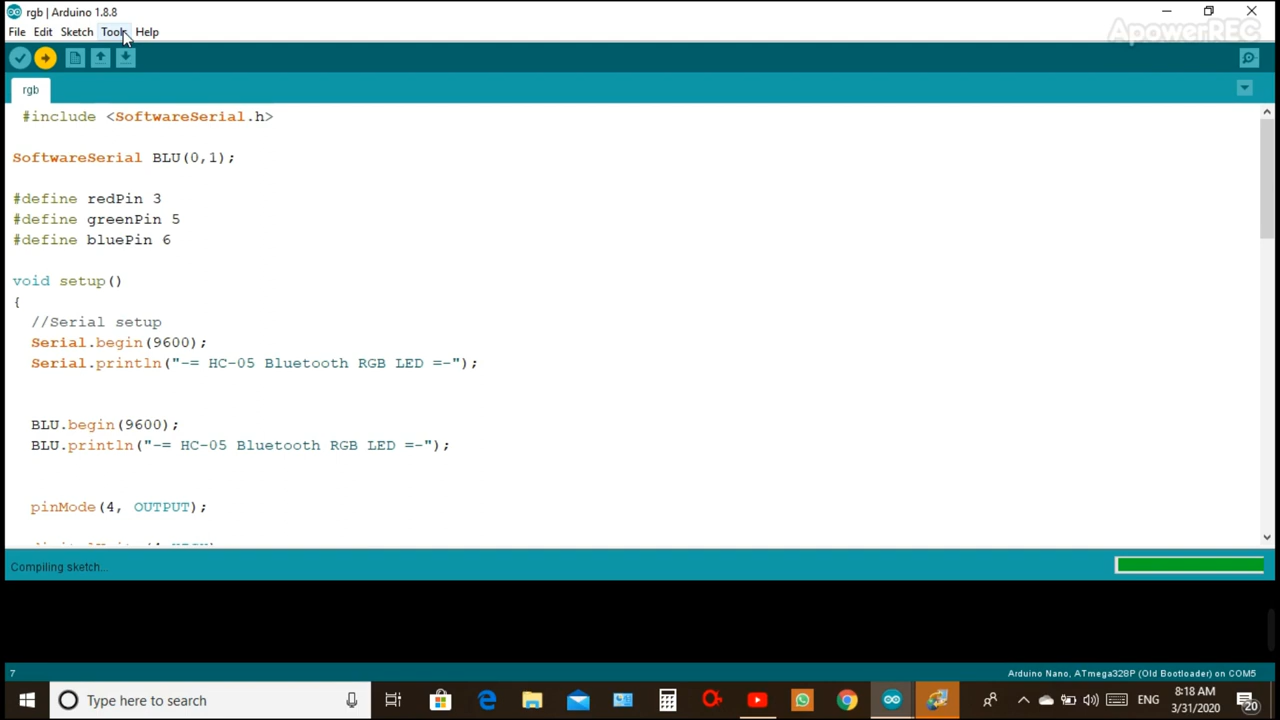 rgb | Arduino 1.8.8
ApowerREC
File Edit Sketch Tools Help
rgb
#include <SoftwareSerial.h>
SoftwareSerial BLU(0,1);
#define redPin 3
#define greenPin 5
#define bluePin 6
void setup()
{
//Serial setup
Serial.begin(9600);
Serial.println("-= HC-05 Bluetooth RGB LED =-");
BLU.begin(9600);
BLU.println("-= HC-05 Bluetooth RGB LED =-");
pinMode(4, OUTPUT);
Compiling sketch...
7
Arduino Nano, ATmega328P (Old Bootloader) on COM5
Type here to search
ENG
8:18 AM
3/31/2020
20